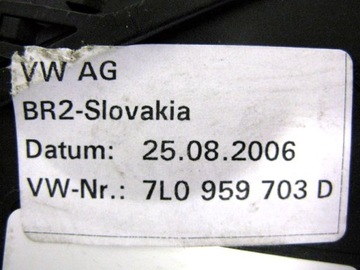 VW AG
BR2-Slovakia
Datum: 25.08.2006
VW-Nr.: 7L0 959 703 D